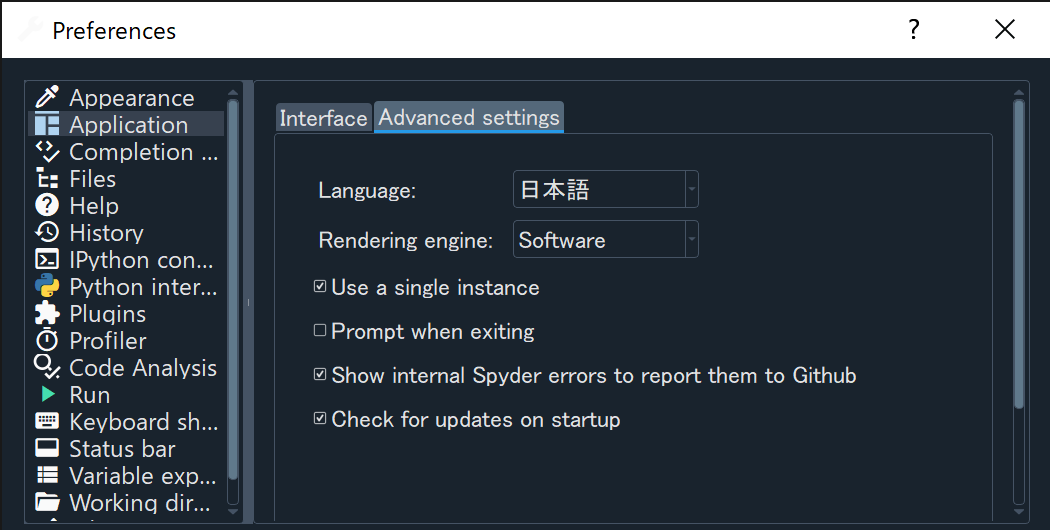 Preferences
?
Appearance
Application
Completion ...
Files
Help
History
IPython con...
Python inter...
Plugins
Profiler
Code Analysis
Run
Keyboard sh...
Status bar
Variable exp...
Working dir...
Interface Advanced settings
Language: 日本語
Rendering engine: Software
Use a single instance
Prompt when exiting
Show internal Spyder errors to report them to Github
Check for updates on startup